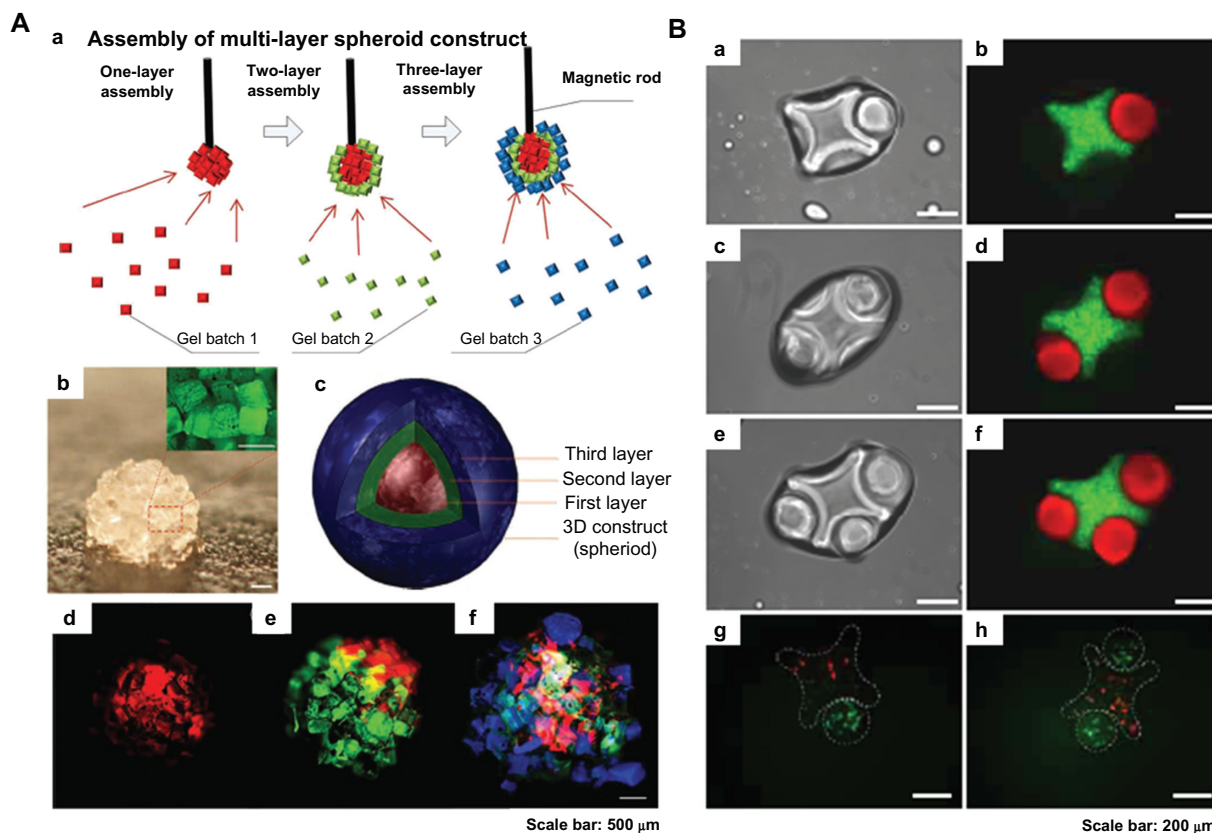 A
a
Assembly of multi-layer spheroid construct
One-layer
assembly
Two-layer
assembly
Three-layer
assembly
Magnetic rod
Gel batch 1
Gel batch 2
Gel batch 3
b
c
Third layer
Second layer
First layer
3D construct
(spheriod)
d
e
f
Scale bar: 500 μm
B
a
b
c
d
e
f
g
h
Scale bar: 200 μm